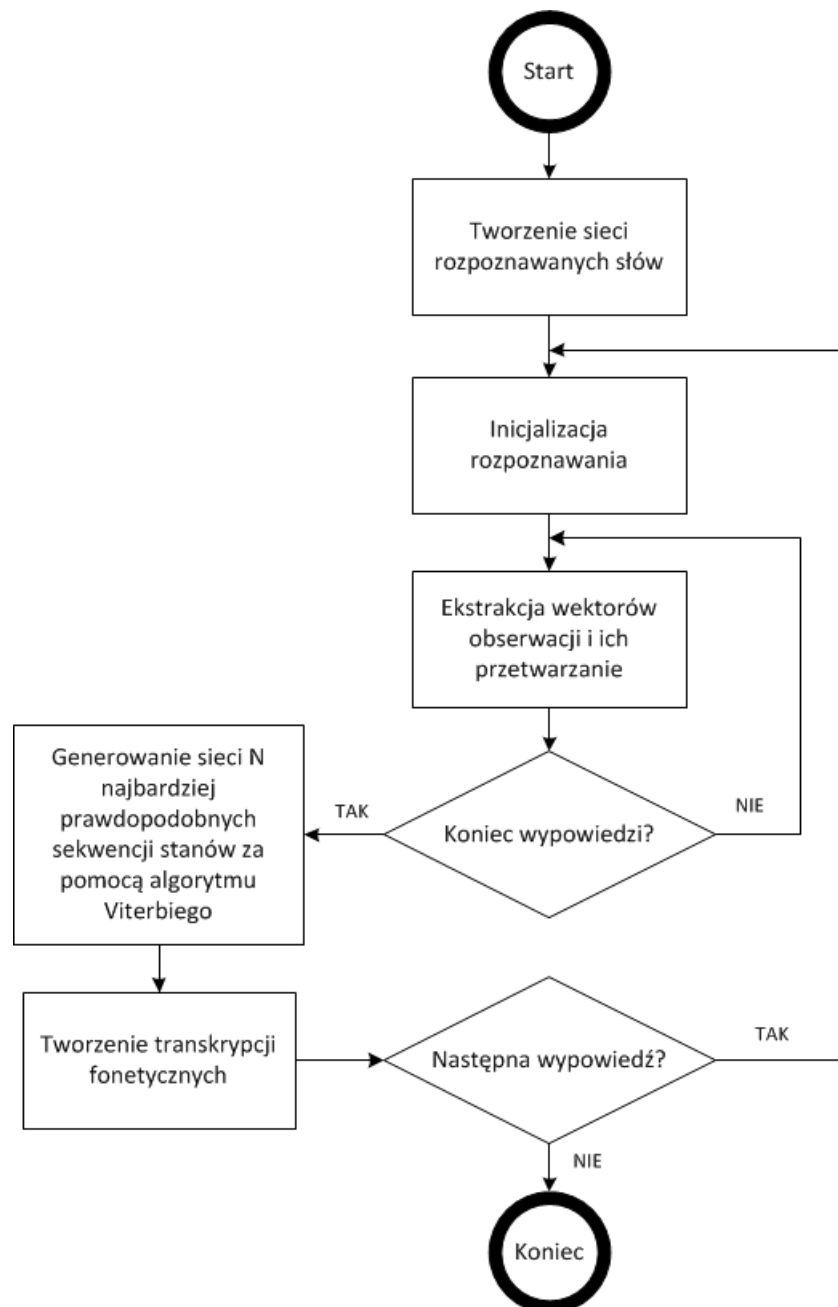 Start
Tworzenie sieci
rozpoznawanych słów
Inicjalizacja
rozpoznawania
Ekstrakcja wektorów
obserwacji i ich
przetwarzanie
Koniec wypowiedzi?
NIE
TAK
Generowanie sieci N
najbardziej
prawdopodobnych
sekwencji stanów za
pomocą algorytmu
Viterbiego
Tworzenie transkrypcji
fonetycznych
Następna wypowiedź?
TAK
NIE
Koniec